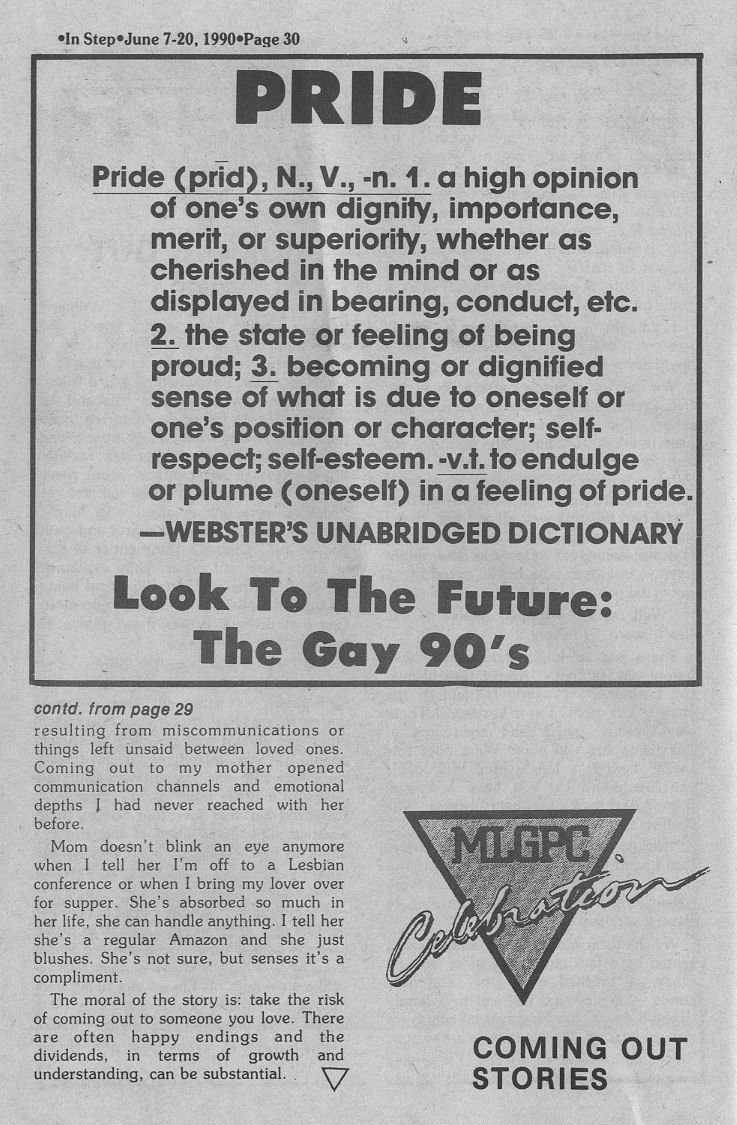 •In Step•June 7-20, 1990•Page 30
PRIDE
Pride (prīd), N., V., -n. 1. a high opinion
of one's own dignity, importance,
merit, or superiority, whether as
cherished in the mind or as
displayed in bearing, conduct, etc.
2. the state or feeling of being
proud; 3. becoming or dignified
sense of what is due to oneself or
one's position or character; self-
respect; self-esteem. -v.t. to endulge
or plume (oneself) in a feeling of pride.
—WEBSTER'S UNABRIDGED DICTIONARY
Look To The Future:
The Gay 90's
contd. from page 29
resulting from miscommunications or
things left unsaid between loved ones.
Coming out to my mother opened
communication channels and emotional
depths I had never reached with her
before.
Mom doesn't blink an eye anymore
when I tell her I'm off to a Lesbian
conference or when I bring my lover over
for supper. She's absorbed so much in
her life, she can handle anything. I tell her
she's a regular Amazon and she just
blushes. She's not sure, but senses it's a
compliment.
The moral of the story is: take the risk
of coming out to someone you love. There
are often happy endings and the
dividends, in terms of growth and
understanding, can be substantial.
MLGPC
Celebration
COMING OUT
STORIES